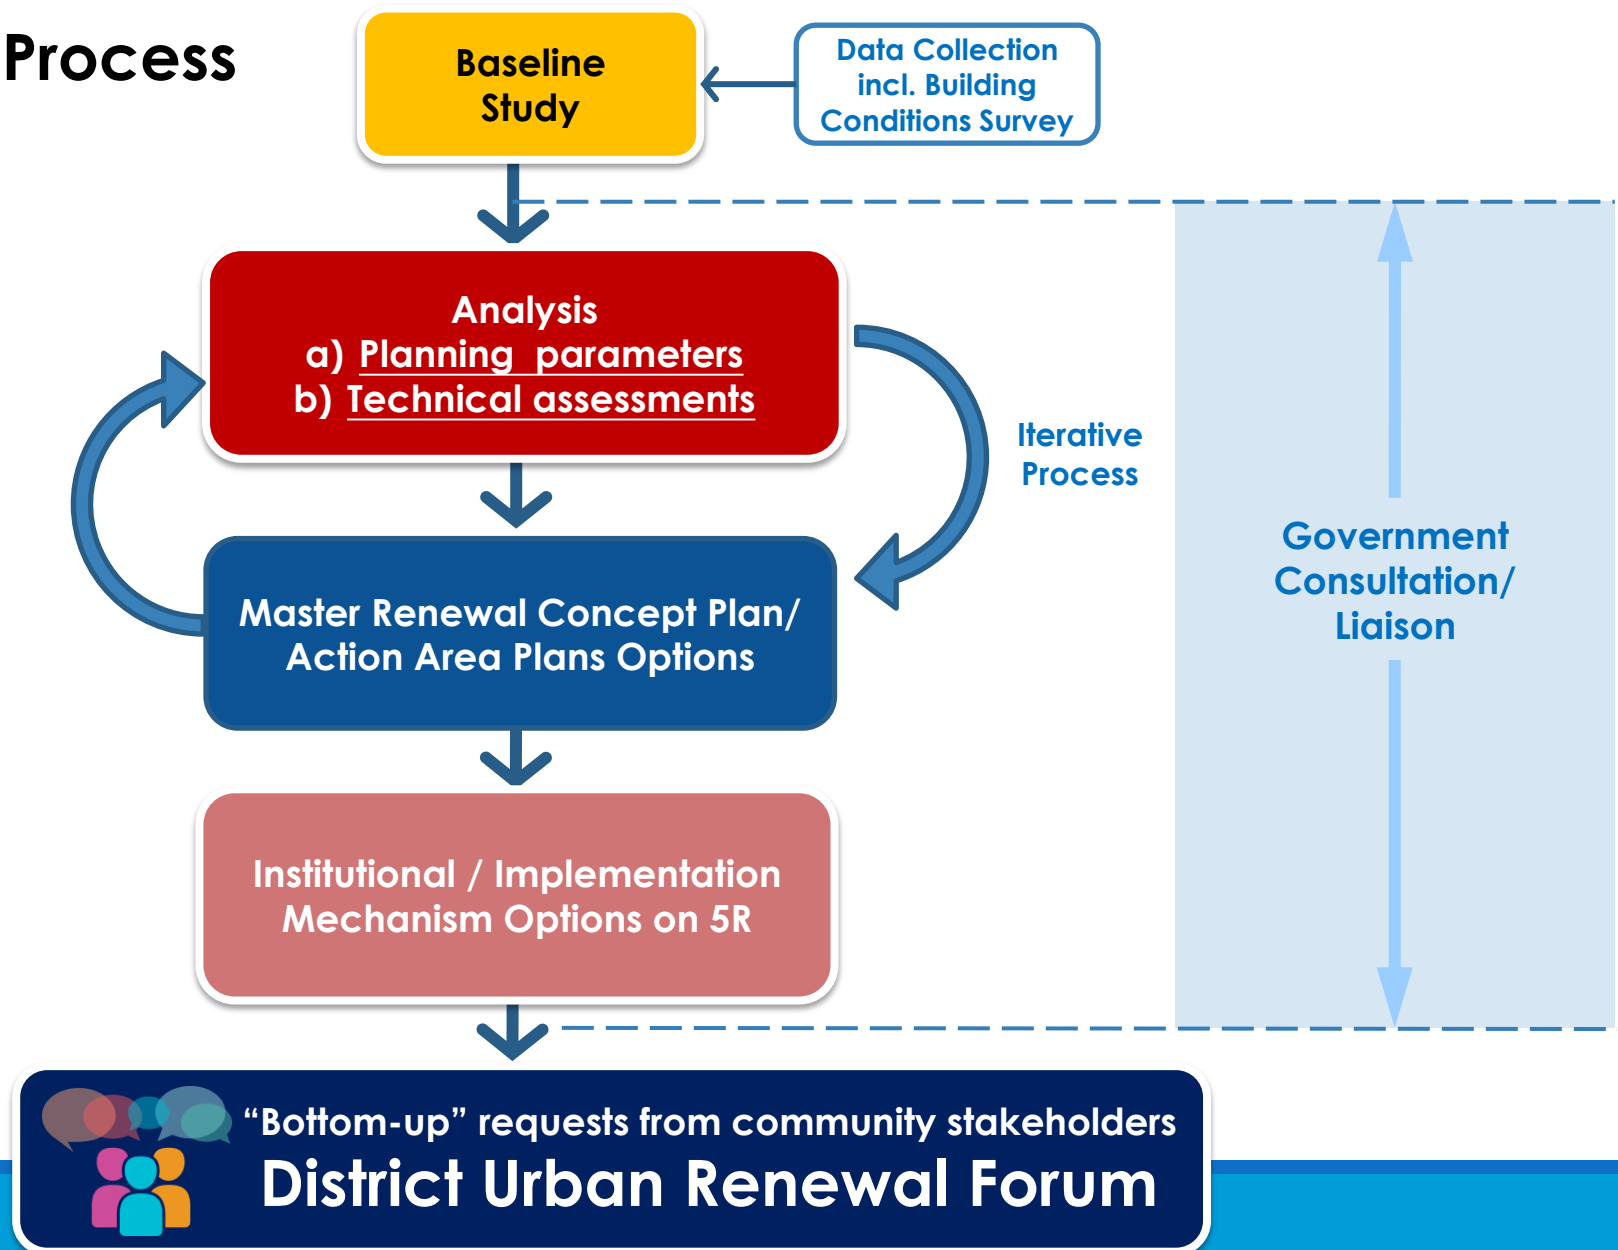 Process
Baseline
Study
Data Collection
incl. Building
Conditions Survey
Analysis
a) Planning parameters
b) Technical assessments
Iterative
Process
Government
Consultation/
Liaison
Master Renewal Concept Plan/
Action Area Plans Options
Institutional / Implementation
Mechanism Options on 5R
“Bottom-up” requests from community stakeholders
District Urban Renewal Forum